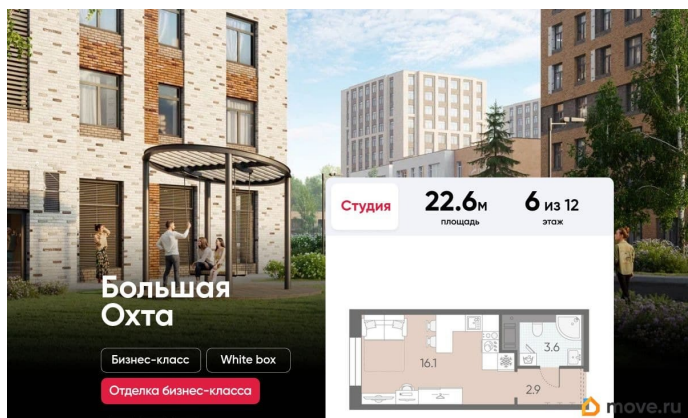 Студия
22.6м
площадь
6 из 12
этаж
Большая
Охта
Бизнес-класс
White box
Отделка бизнес-класса
16.1
3.6
2.9
move.ru